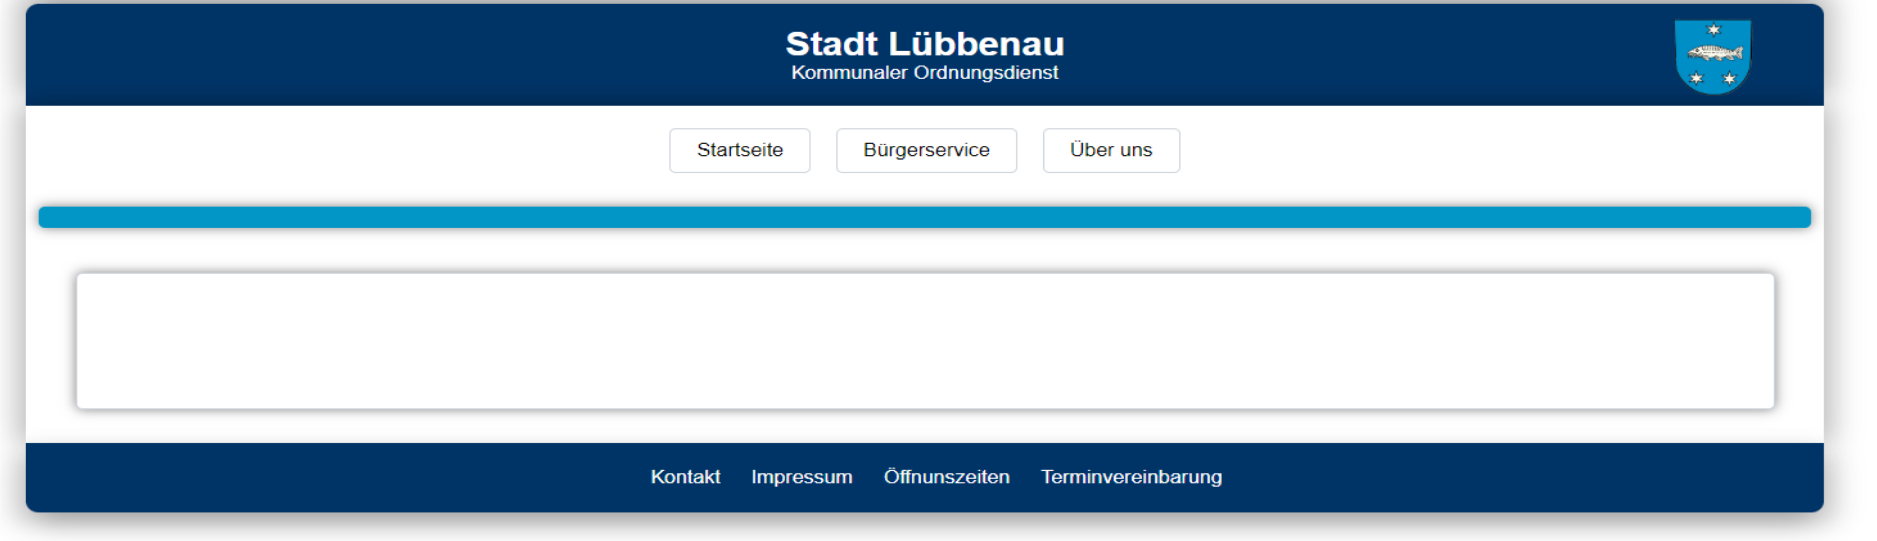 Stadt Lübbenau
Kommunaler Ordnungsdienst
Startseite Bürgerservice Über uns
Kontakt Impressum Öffnunszeiten Terminvereinbarung